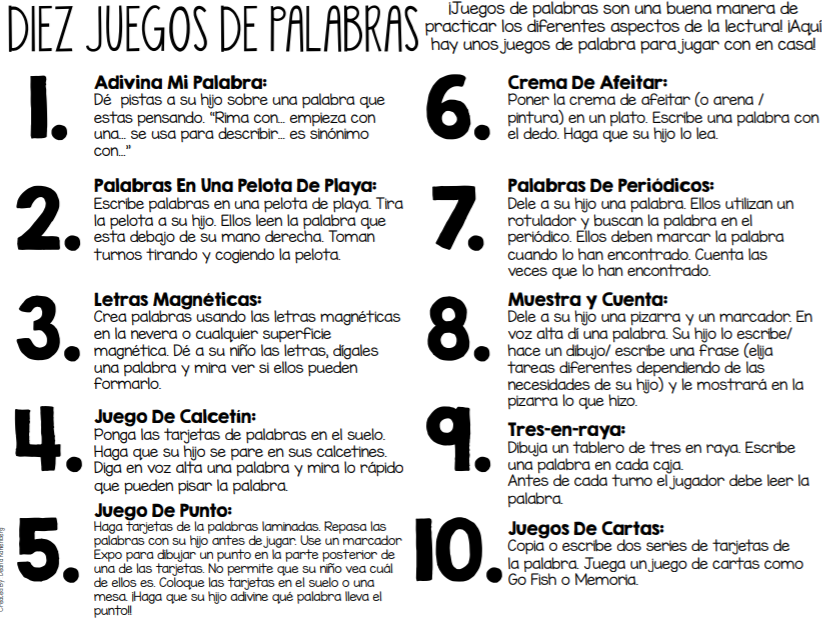 DIEZ JUEGOS DE PALABRAS
¡Juegos de palabras son una buena manera de
practicar los diferentes aspectos de la lectura! ¡Aquí
hay unos juegos de palabra para jugar con en casa!
1.
Adivina Mi Palabra:
Dé pistas a su hijo sobre una palabra que
estas pensando. "Rima con... empieza con
una... se usa para describir... es sinónimo
con..."
2.
Palabras En Una Pelota De Playa:
Escribe palabras en una pelota de playa. Tira
la pelota a su hijo. Ellos leen la palabra que
esta debajo de su mano derecha. Toman
turnos tirando y cogiendo la pelota.
3.
Letras Magnéticas:
Crea palabras usando las letras magnéticas
en la nevera o cualquier superficie
magnética. Dé a su niño las letras, dígales
una palabra y mira ver si ellos pueden
formarlo.
4.
Juego De Calcetín:
Ponga las tarjetas de palabras en el suelo.
Haga que su hijo se pare en sus calcetines.
Diga en voz alta una palabra y mira lo rápido
que pueden pisar la palabra.
5.
Juego De Punto:
Haga tarjetas de la palabras laminadas. Repasa las
palabras con su hijo antes de jugar. Use un marcador
Expo para dibujar un punto en la parte posterior de
una de las tarjetas. No permite que su niño vea cuál
de ellos es. Coloque las tarjetas en el suelo o una
mesa. ¡Haga que su hijo adivine qué palabra lleva el
punto!!
6.
Crema De Afeitar:
Poner la crema de afeitar (o arena /
pintura) en un plato. Escribe una palabra con
el dedo. Haga que su hijo lo lea.
7.
Palabras De Periódicos:
Dele a su hijo una palabra. Ellos utilizan un
rotulador y buscan la palabra en el
periódico. Ellos deben marcar la palabra
cuando lo han encontrado. Cuenta las
veces que lo han encontrado.
8.
Muestra y Cuenta:
Dele a su hijo una pizarra y un marcador. En
voz alta dí una palabra. Su hijo lo escribe/
hace un dibujo/ escribe una frase (elija
tareas diferentes dependiendo de las
necesidades de su hijo) y le mostrará en la
pizarra lo que hizo.
9.
Tres-en-raya:
Dibuja un tablero de tres en raya. Escribe
una palabra en cada caja.
Antes de cada turno el jugador debe leer la
palabra.
10.
Juegos De Cartas:
Copia o escribe dos series de tarjetas de
la palabra. Juega un juego de cartas como
Go Fish o Memoria.